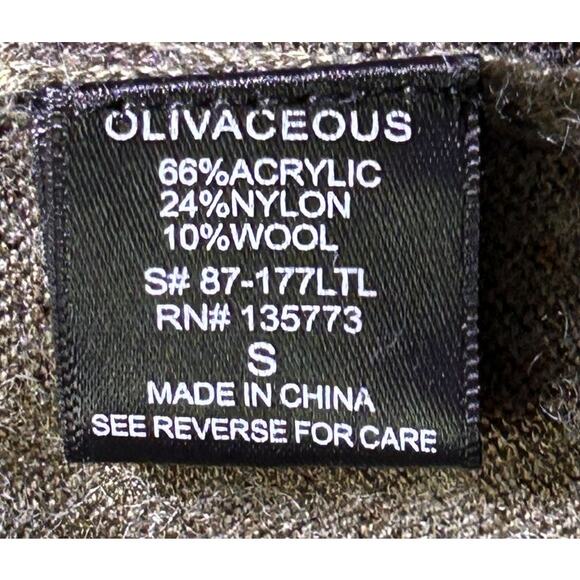 OLIVACEOUS
66%ACRYLIC
24%NYLON
10%WOOL
S# 87-177LTL
RN# 135773
S
MADE IN CHINA
SEE REVERSE FOR CARE